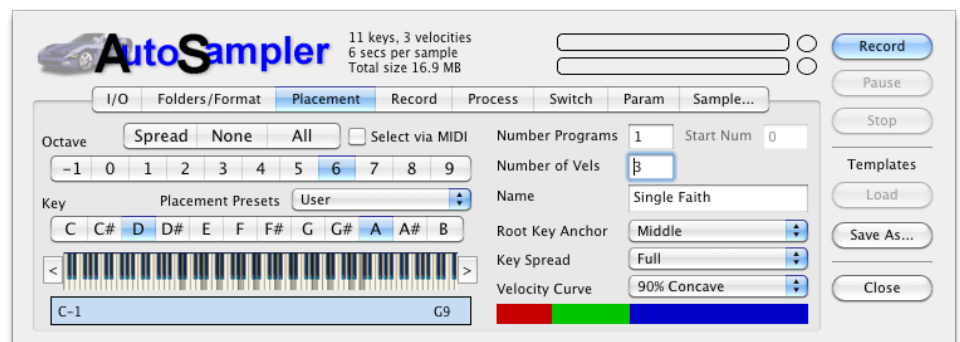 AutoSampler
11 keys, 3 velocities
6 secs per sample
Total size 16.9 MB
Record
Pause
Stop
Templates
Load
Save As...
Close
I/O Folders/Format Placement Record Process Switch Param Sample...
Octave Spread None All Select via MIDI
-1 0 1 2 3 4 5 6 7 8 9
Key Placement Presets User
C C# D D# E F F# G G# A A# B
< >
C-1 G9
Number Programs 1 Start Num 0
Number of Vels 3
Name Single Faith
Root Key Anchor Middle
Key Spread Full
Velocity Curve 90% Concave